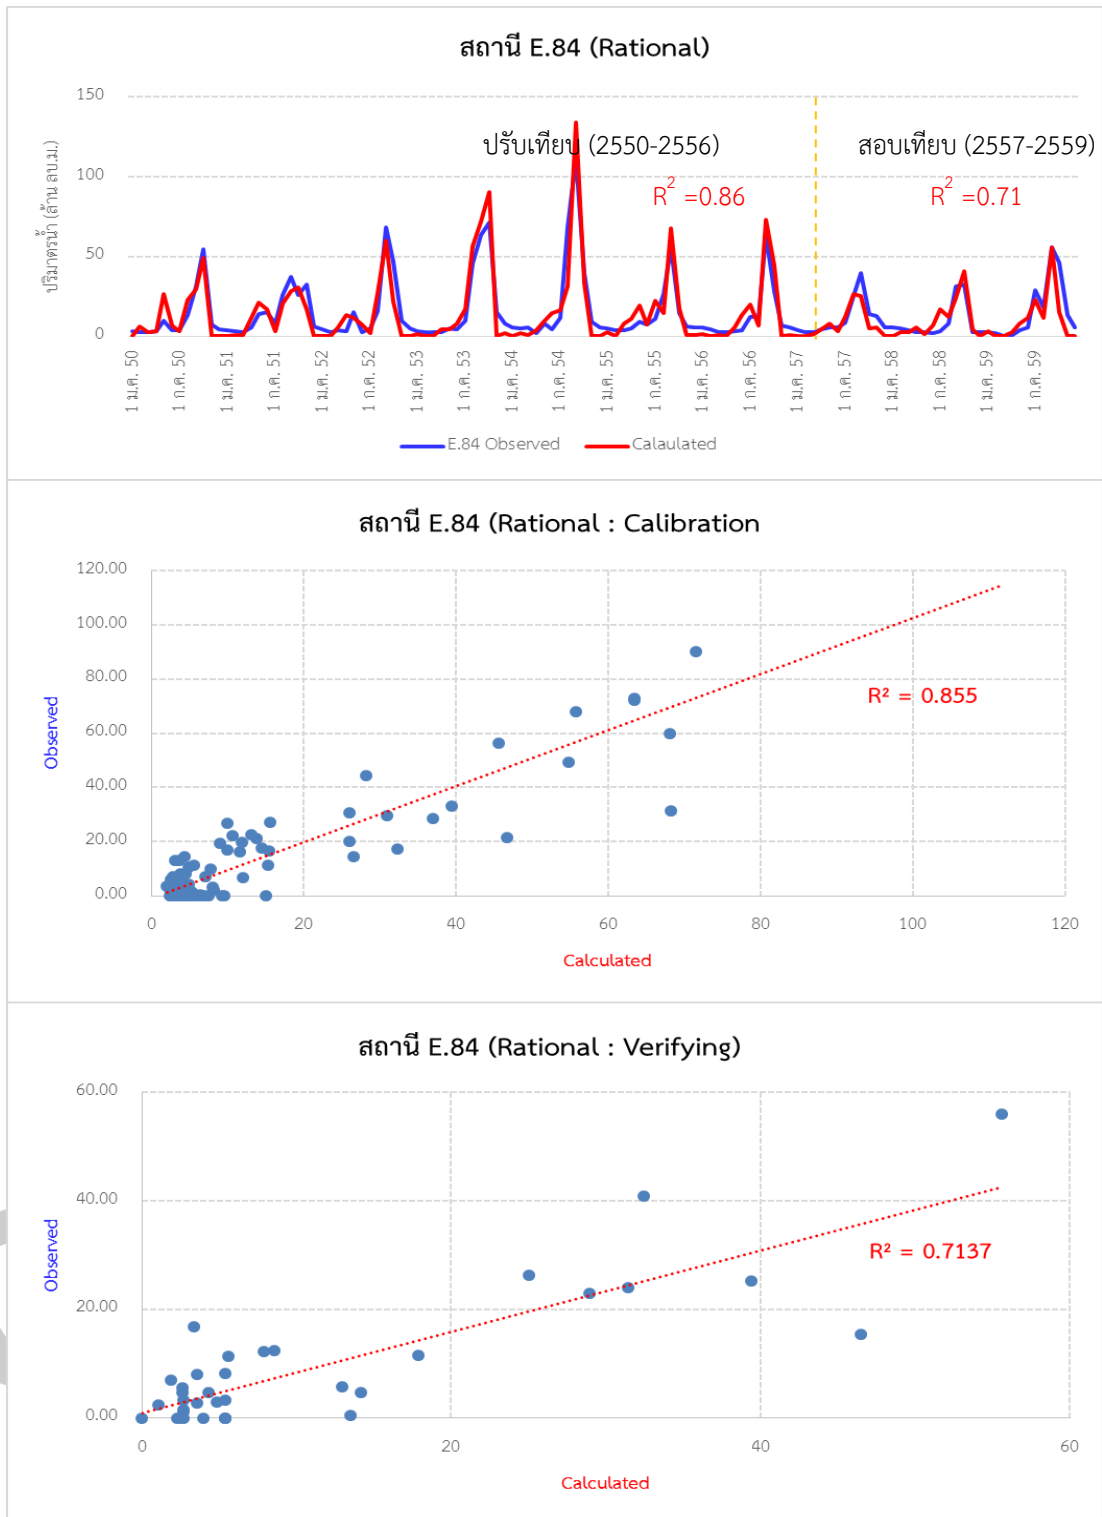 สถานี E.84 (Rational)
150
100
50
0
ปริมาตรน้ำ (ล้าน ลบ.ม.)
ปรับเทียบ (2550-2556)
สอบเทียบ (2557-2559)
R² =0.86
R² =0.71
1 ม.ค. 50
1 ก.ค. 50
1 ม.ค. 51
1 ก.ค. 51
1 ม.ค. 52
1 ก.ค. 52
1 ม.ค. 53
1 ก.ค. 53
1 ม.ค. 54
1 ก.ค. 54
1 ม.ค. 55
1 ก.ค. 55
1 ม.ค. 56
1 ก.ค. 56
1 ม.ค. 57
1 ก.ค. 57
1 ม.ค. 58
1 ก.ค. 58
1 ม.ค. 59
1 ก.ค. 59
E.84 Observed
Calaulated
สถานี E.84 (Rational : Calibration
120.00
100.00
80.00
60.00
40.00
20.00
0.00
Observed
R² = 0.855
0 20 40 60 80 100 120
Calculated
สถานี E.84 (Rational : Verifying)
60.00
40.00
20.00
0.00
Observed
R² = 0.7137
0 20 40 60
Calculated